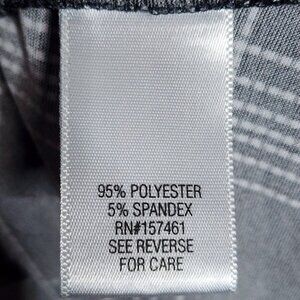 95% POLYESTER
5% SPANDEX
RN#157461
SEE REVERSE
FOR CARE